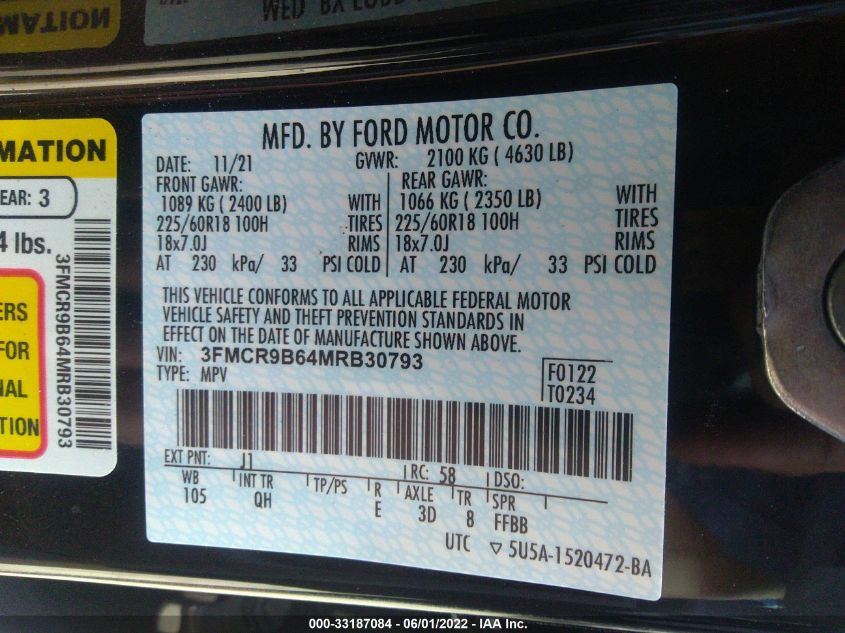 MATION
EAR: 3
4 lbs.
3FMCR9B64MRB30793
ERS
FOR
NAL
TION
MFD. BY FORD MOTOR CO.
DATE: 11/21 GVWR: 2100 KG ( 4630 LB)
FRONT GAWR: REAR GAWR:
1089 KG ( 2400 LB) WITH 1066 KG ( 2350 LB) WITH
225/60R18 100H TIRES 225/60R18 100H TIRES
18x7.0J RIMS 18x7.0J RIMS
AT 230 kPa/ 33 PSI COLD AT 230 kPa/ 33 PSI COLD
THIS VEHICLE CONFORMS TO ALL APPLICABLE FEDERAL MOTOR
VEHICLE SAFETY AND THEFT PREVENTION STANDARDS IN
EFFECT ON THE DATE OF MANUFACTURE SHOWN ABOVE.
VIN: 3FMCR9B64MRB30793
TYPE: MPV
F0122
T0234
EXT PNT: J1 RC: 58 DSO:
WB INT TR TP/PS R AXLE TR SPR
105 QH E 3D 8 FFBB
UTC ▽ 5U5A-1520472-BA
000-33187084 - 06/01/2022 - IAA Inc.